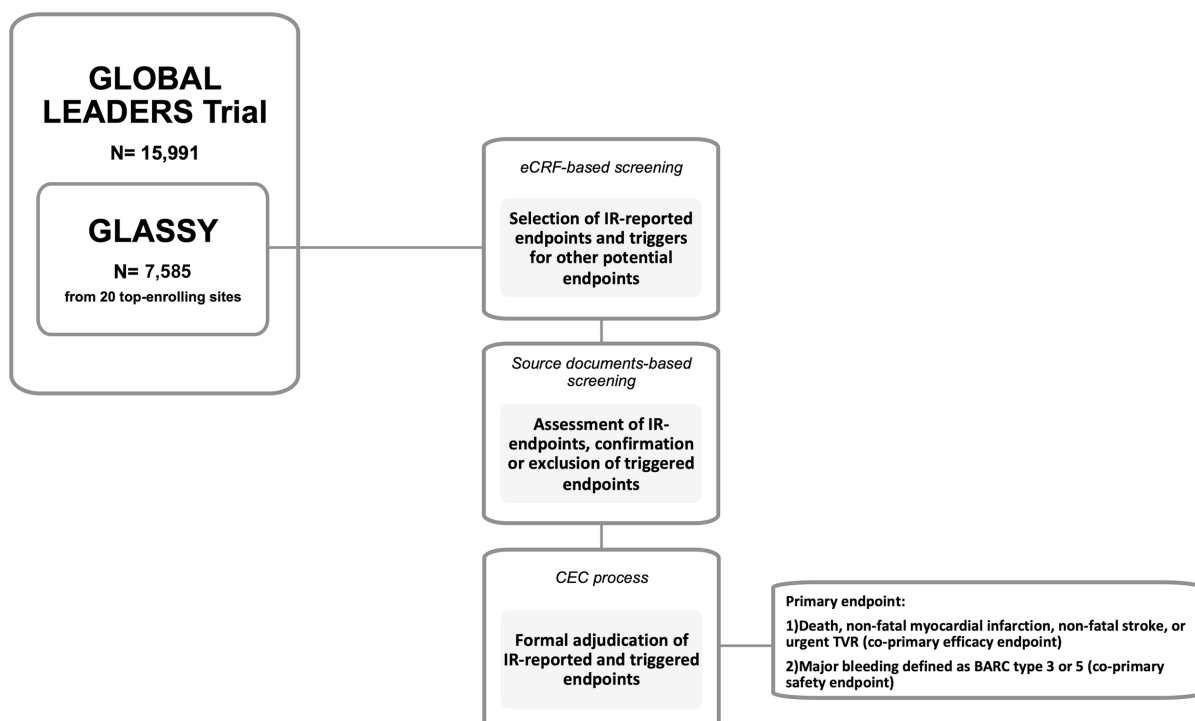 GLOBAL
LEADERS Trial
N= 15,991
GLASSY
N= 7,585
from 20 top-enrolling sites
eCRF-based screening
Selection of IR-reported
endpoints and triggers
for other potential
endpoints
Source documents-based
screening
Assessment of IR-
endpoints, confirmation
or exclusion of triggered
endpoints
CEC process
Formal adjudication of
IR-reported and triggered
endpoints
Primary endpoint:
1)Death, non-fatal myocardial infarction, non-fatal stroke, or
urgent TVR (co-primary efficacy endpoint)
2)Major bleeding defined as BARC type 3 or 5 (co-primary
safety endpoint)